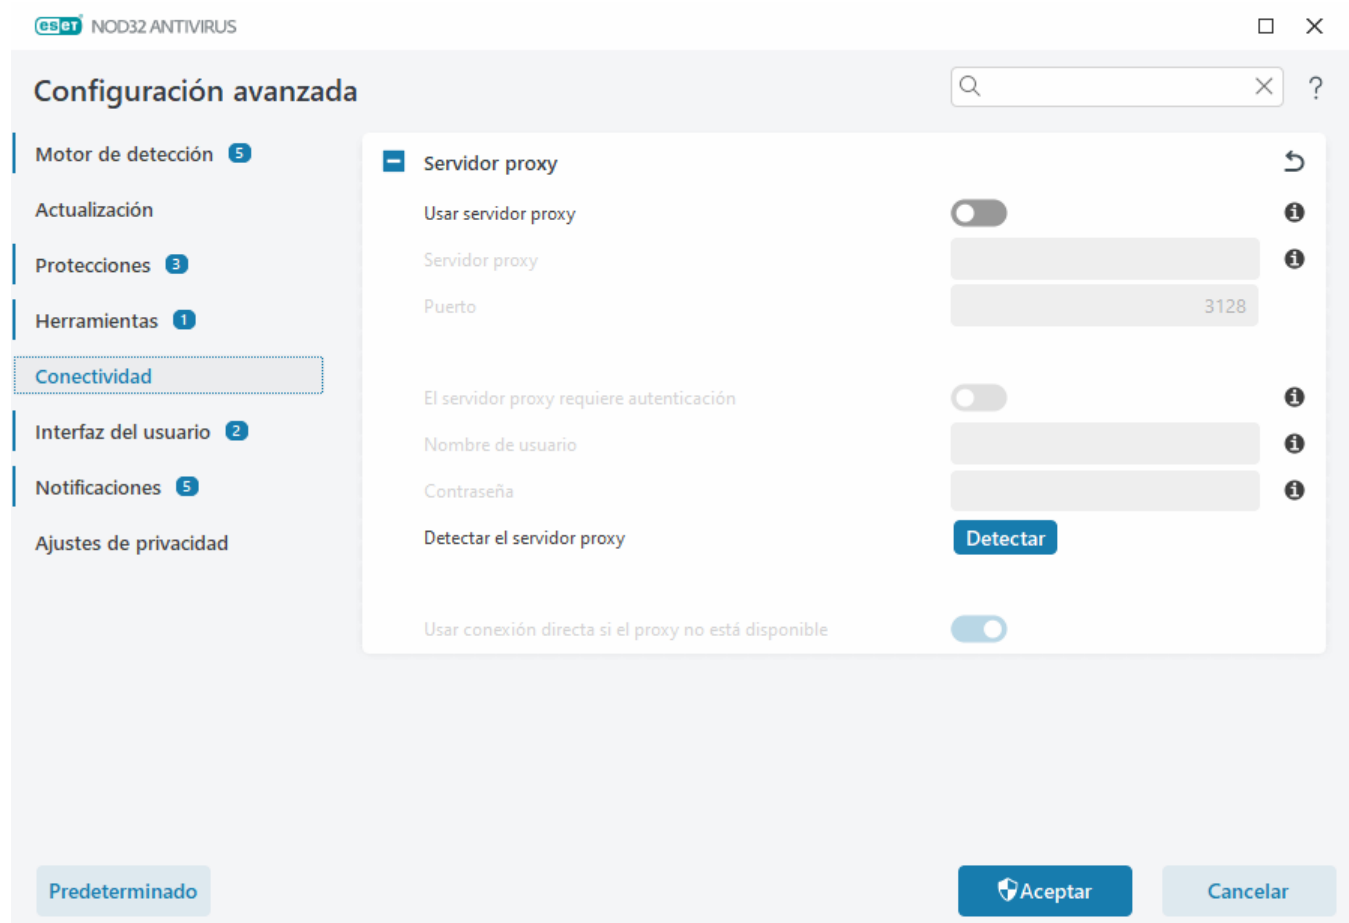 eset NOD32 ANTIVIRUS
Configuración avanzada
?
Motor de detección 5
Actualización
Protecciones 3
Herramientas 1
Conectividad
Interfaz del usuario 2
Notificaciones 5
Ajustes de privacidad
Servidor proxy
Usar servidor proxy
Servidor proxy
Puerto 3128
El servidor proxy requiere autenticación
Nombre de usuario
Contraseña
Detectar el servidor proxy Detectar
Usar conexión directa si el proxy no está disponible
Predeterminado Aceptar Cancelar